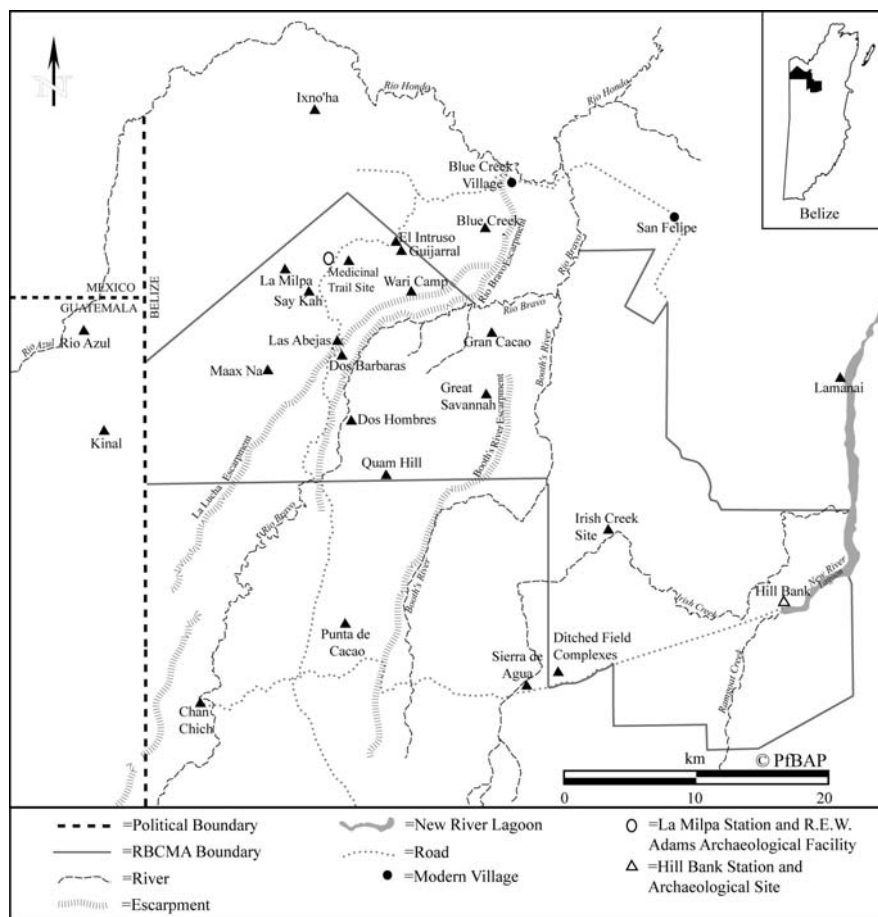 N
Rio Hondo
Ixno'ha
Rio Hondo
Blue Creek
Village
Belize
Blue Creek
San Felipe
El Intruso
Guijarral
Rio Bravo
Escarpment
Rio Bravo
La Milpa
Medicinal
Trail Site
Say Kah
Wari Camp
MEXICO
GUATEMALA
BELIZE
Rio Azul
Rio Azul
Las Abejas
Rio Bravo
Gran Cacao
Booth's River
Maax Na
Dos Barbaras
Lamanai
Great
Savannah
Booth's River Escarpment
Dos Hombres
Kinal
Quam Hill
La Lucha Escarpment
Rio Bravo
Irish Creek
Site
Booth's River
Irish Creek
Hill Bank
New River
Lagoon
Punta de
Cacao
Sierra de
Agua
Ditched Field
Complexes
Ramgoat Creek
Chan
Chich
km
© PfBAP
0
10
20
=Political Boundary
=RBCMA Boundary
=River
=Escarpment
=New River Lagoon
=Road
=Modern Village
=La Milpa Station and R.E.W.
Adams Archaeological Facility
=Hill Bank Station and
Archaeological Site